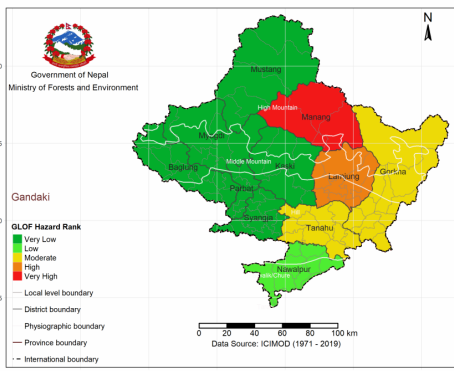 N
Government of Nepal
Ministry of Forests and Environment
Mustang
High Mountain
Manang
Myagdi
Middle Mountain
Kaski
Baglung
Lamjung
Gorkha
Parbat
Gandaki
Syangja
Tanahu
GLOF Hazard Rank
Very Low
Low
Moderate
High
Very High
Nawalpur
Local level boundary
District boundary
Physiographic boundary
Province boundary
International boundary
0 20 40 60 80 100 km
Data Source: ICIMOD (1971 - 2019)